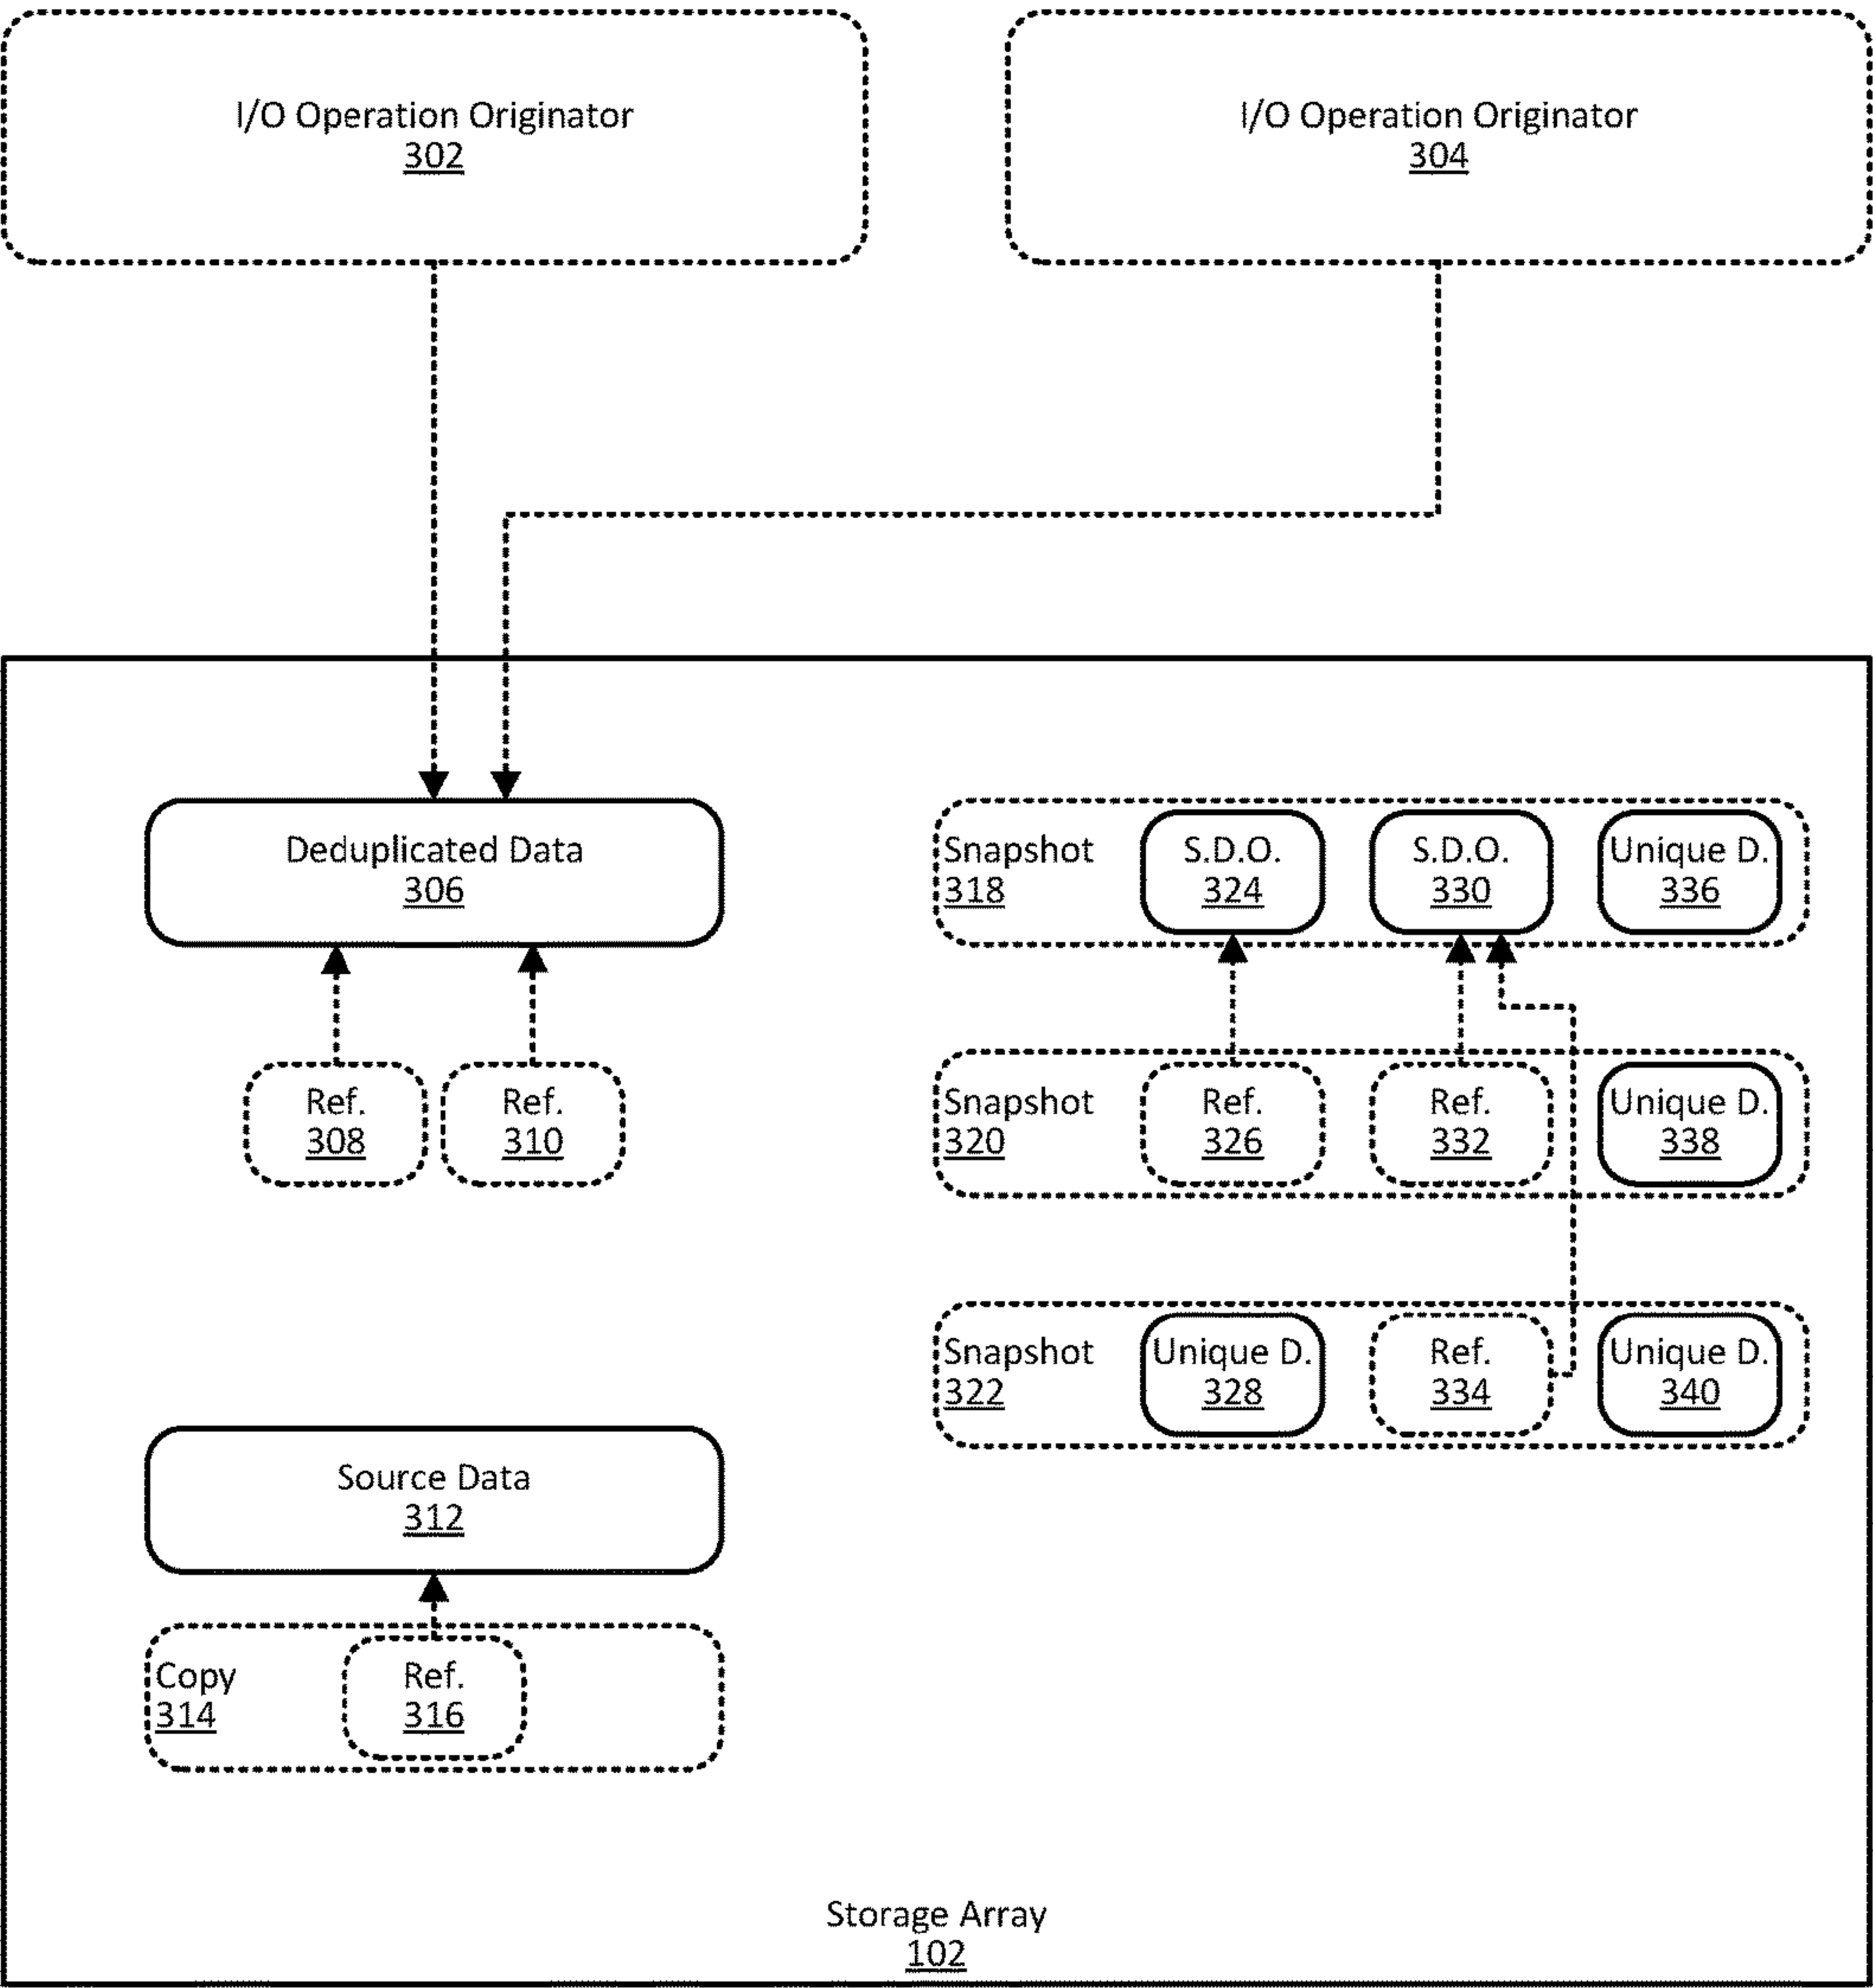 I/O Operation Originator
302
I/O Operation Originator
304
Deduplicated Data
306
Ref.
308
Ref.
310
Snapshot
318
S.D.O.
324
S.D.O.
330
Unique D.
336
Snapshot
320
Ref.
326
Ref.
332
Unique D.
338
Snapshot
322
Unique D.
328
Ref.
334
Unique D.
340
Source Data
312
Copy
314
Ref.
316
Storage Array
102